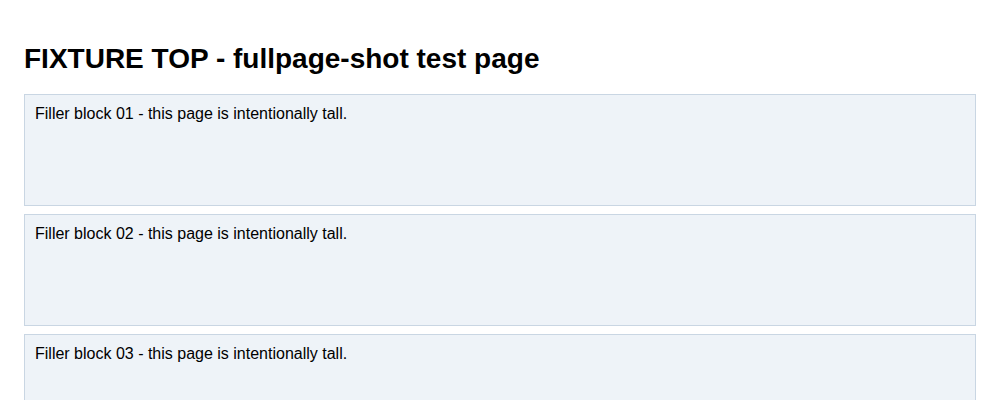 FIXTURE TOP - fullpage-shot test page
Filler block 01 - this page is intentionally tall.
Filler block 02 - this page is intentionally tall.
Filler block 03 - this page is intentionally tall.